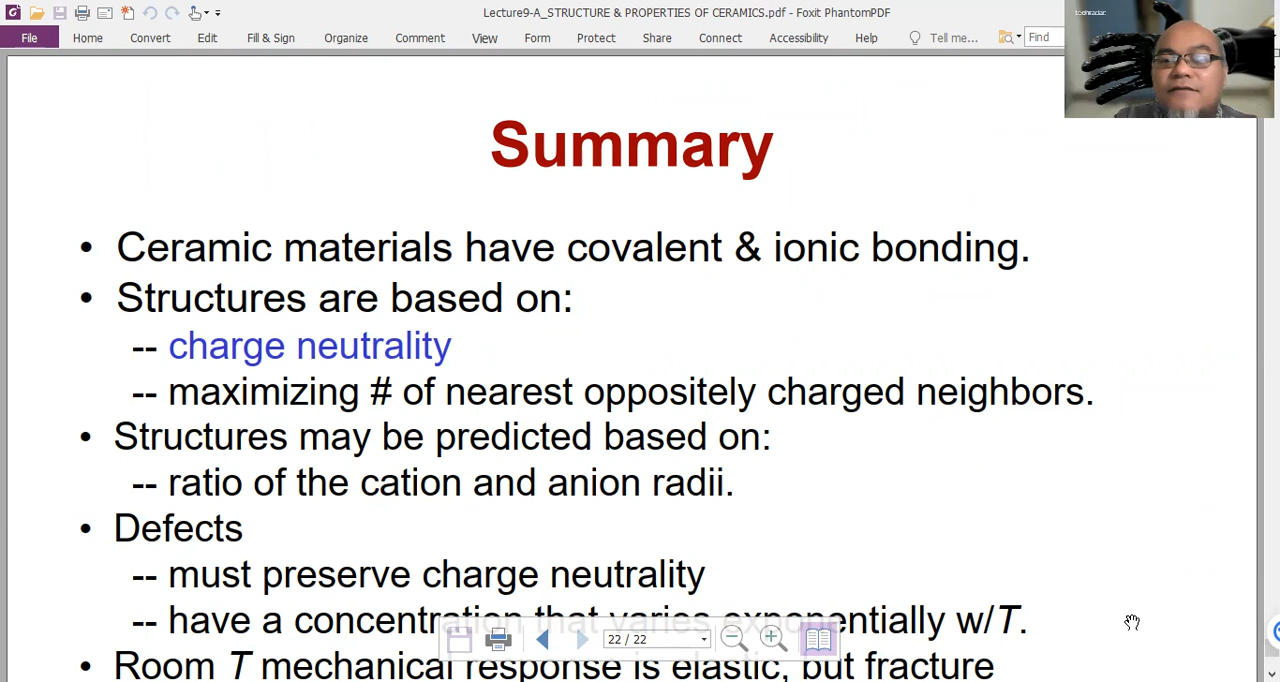 Lecture9-A_STRUCTURE & PROPERTIES OF CERAMICS.pdf - Foxit PhantomPDF
File Home Convert Edit Fill & Sign Organize Comment View Form Protect Share Connect Accessibility Help Tell me... Find
Summary
• Ceramic materials have covalent & ionic bonding.
• Structures are based on:
-- charge neutrality
-- maximizing # of nearest oppositely charged neighbors.
• Structures may be predicted based on:
-- ratio of the cation and anion radii.
• Defects
-- must preserve charge neutrality
-- have a concentration that varies exponentially w/T.
22 / 22
• Room T mechanical response is elastic, but fracture